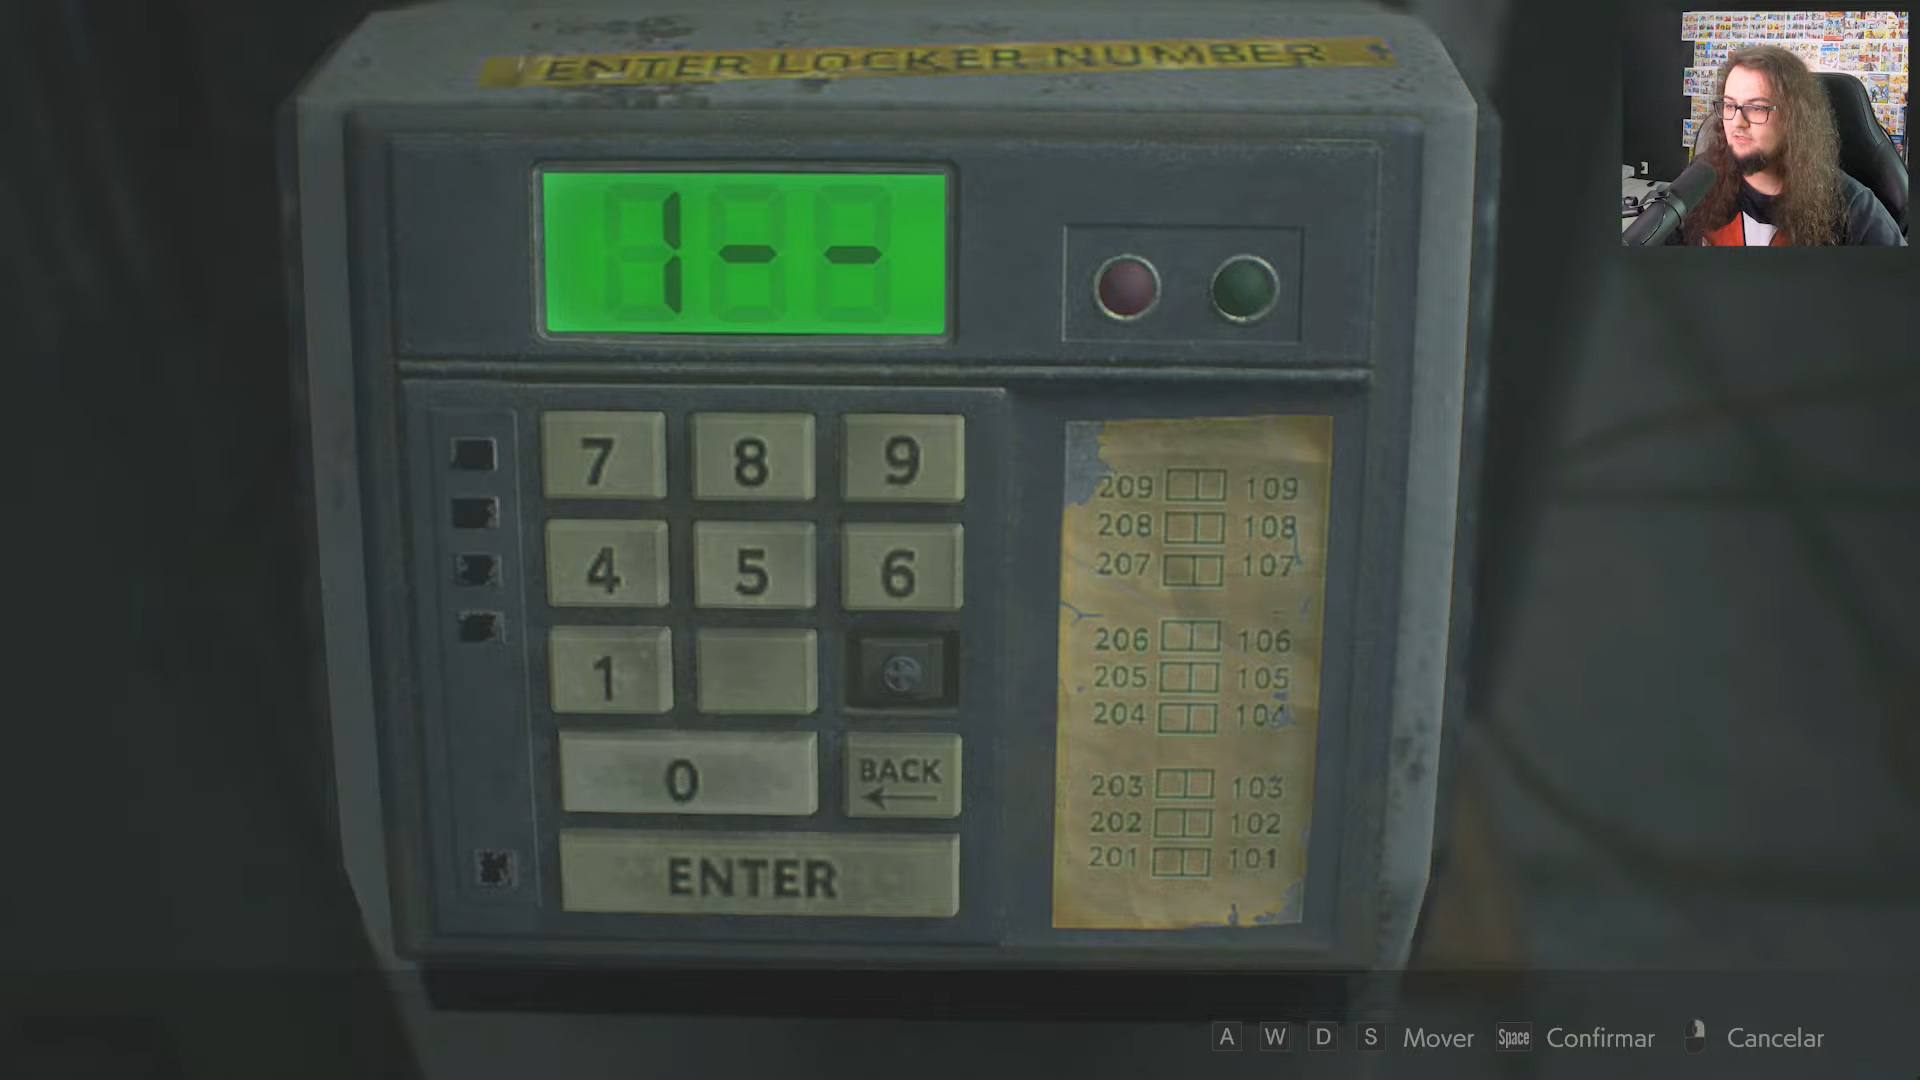 ENTER LOCKER NUMBER
1--
7 8 9
4 5 6
1
0 BACK
ENTER
209 109
208 108
207 107
206 106
205 105
204 104
203 103
202 102
201 101
A W D S Mover Space Confirmar Cancelar